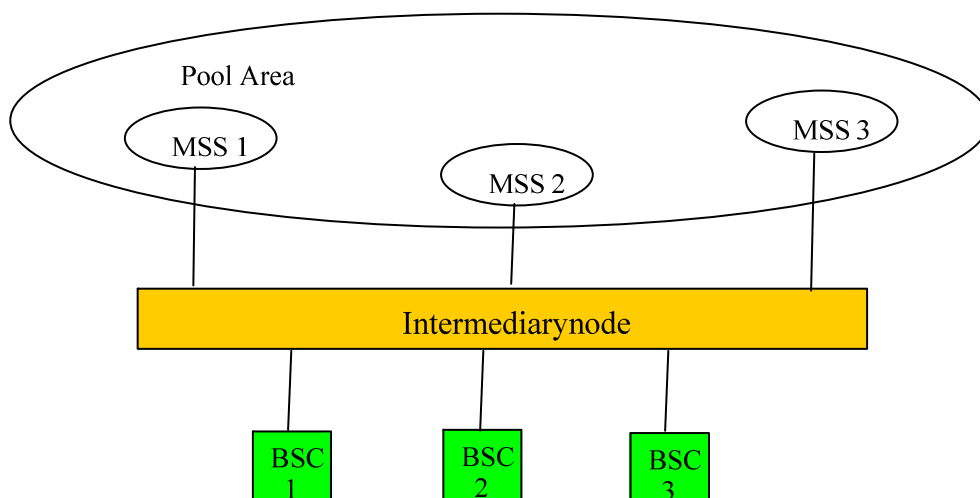 Pool Area
MSS 1
MSS 2
MSS 3
Intermediarynode
BSC
1
BSC
2
BSC
3